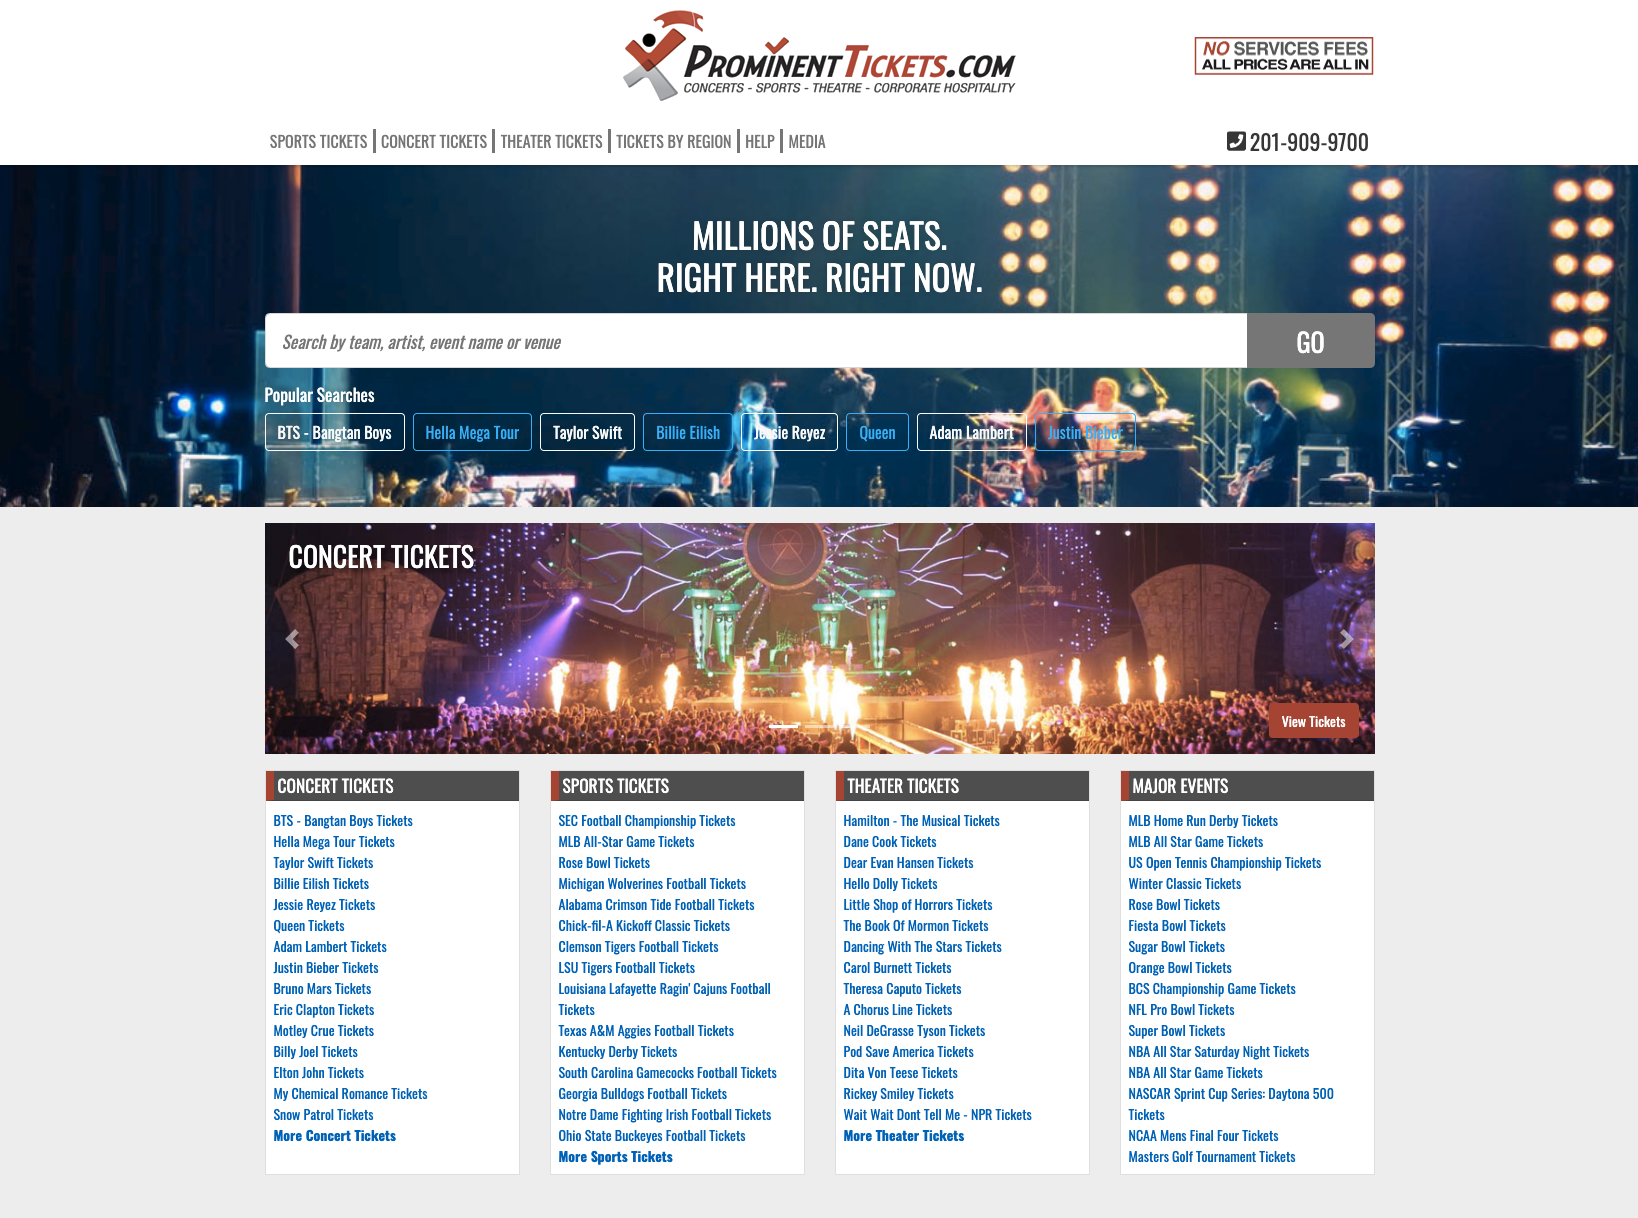 PROMINENTTICKETS.COM
CONCERTS - SPORTS - THEATRE - CORPORATE HOSPITALITY
NO SERVICES FEES
ALL PRICES ARE ALL IN
SPORTS TICKETS
CONCERT TICKETS
THEATER TICKETS
TICKETS BY REGION
HELP
MEDIA
201-909-9700
MILLIONS OF SEATS.
RIGHT HERE. RIGHT NOW.
Search by team, artist, event name or venue
GO
Popular Searches
BTS - Bangtan Boys
Hella Mega Tour
Taylor Swift
Billie Eilish
Jessie Reyez
Queen
Adam Lambert
Justin Bieber
CONCERT TICKETS
View Tickets
CONCERT TICKETS
BTS - Bangtan Boys Tickets
Hella Mega Tour Tickets
Taylor Swift Tickets
Billie Eilish Tickets
Jessie Reyez Tickets
Queen Tickets
Adam Lambert Tickets
Justin Bieber Tickets
Bruno Mars Tickets
Eric Clapton Tickets
Motley Crue Tickets
Billy Joel Tickets
Elton John Tickets
My Chemical Romance Tickets
Snow Patrol Tickets
More Concert Tickets
SPORTS TICKETS
SEC Football Championship Tickets
MLB All-Star Game Tickets
Rose Bowl Tickets
Michigan Wolverines Football Tickets
Alabama Crimson Tide Football Tickets
Chick-fil-A Kickoff Classic Tickets
Clemson Tigers Football Tickets
LSU Tigers Football Tickets
Louisiana Lafayette Ragin' Cajuns Football
Tickets
Texas A&M Aggies Football Tickets
Kentucky Derby Tickets
South Carolina Gamecocks Football Tickets
Georgia Bulldogs Football Tickets
Notre Dame Fighting Irish Football Tickets
Ohio State Buckeyes Football Tickets
More Sports Tickets
THEATER TICKETS
Hamilton - The Musical Tickets
Dane Cook Tickets
Dear Evan Hansen Tickets
Hello Dolly Tickets
Little Shop of Horrors Tickets
The Book Of Mormon Tickets
Dancing With The Stars Tickets
Carol Burnett Tickets
Theresa Caputo Tickets
A Chorus Line Tickets
Neil DeGrasse Tyson Tickets
Pod Save America Tickets
Dita Von Teese Tickets
Rickey Smiley Tickets
Wait Wait Dont Tell Me - NPR Tickets
More Theater Tickets
MAJOR EVENTS
MLB Home Run Derby Tickets
MLB All Star Game Tickets
US Open Tennis Championship Tickets
Winter Classic Tickets
Rose Bowl Tickets
Fiesta Bowl Tickets
Sugar Bowl Tickets
Orange Bowl Tickets
BCS Championship Game Tickets
NFL Pro Bowl Tickets
Super Bowl Tickets
NBA All Star Saturday Night Tickets
NBA All Star Game Tickets
NASCAR Sprint Cup Series: Daytona 500
Tickets
NCAA Mens Final Four Tickets
Masters Golf Tournament Tickets